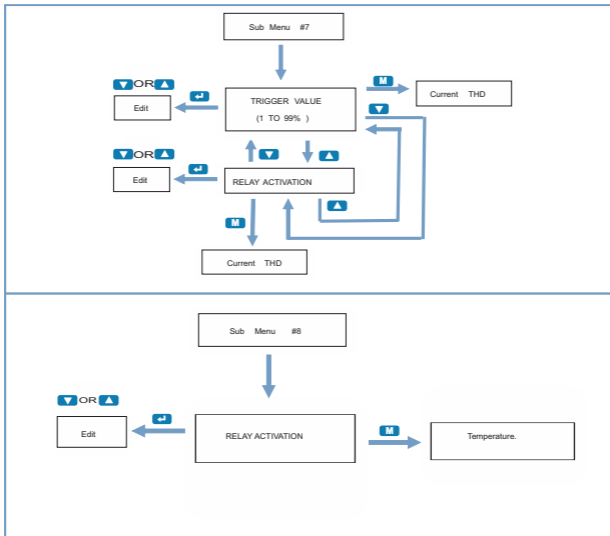 Sub Menu #7
OR
M
TRIGGER VALUE
(1 TO 99% )
Current THD
Edit
OR
Edit
RELAY ACTIVATION
M
Current THD
Sub Menu #8
OR
Edit
RELAY ACTIVATION
M
Temperature.